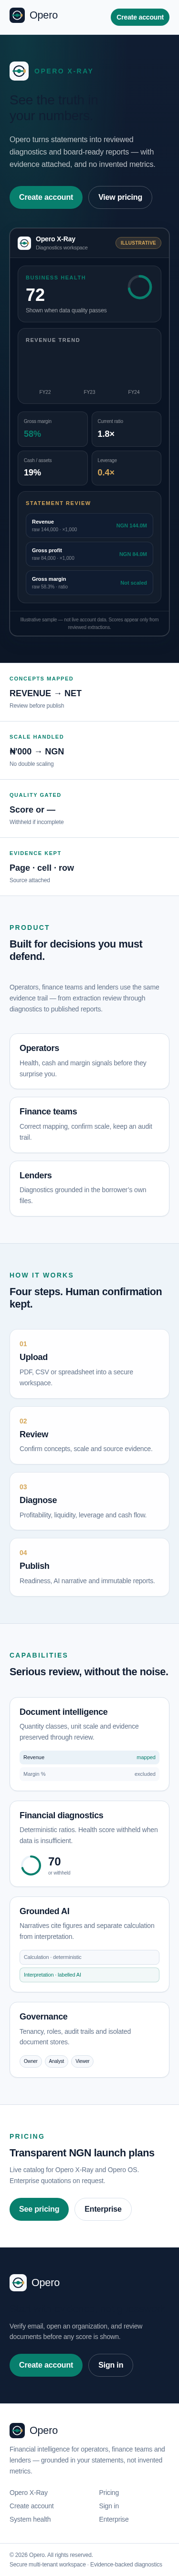 Opero
Create account
OPERO X-RAY
See the truth in
your numbers.
Opero turns statements into reviewed
diagnostics and board-ready reports — with
evidence attached, and no invented metrics.
Create account
View pricing
Opero X-Ray
Diagnostics workspace
ILLUSTRATIVE
BUSINESS HEALTH
72
Shown when data quality passes
REVENUE TREND
FY22 FY23 FY24
Gross margin
58%
Current ratio
1.8×
Cash / assets
19%
Leverage
0.4×
STATEMENT REVIEW
Revenue
raw 144,000 · ×1,000
NGN 144.0M
Gross profit
raw 84,000 · ×1,000
NGN 84.0M
Gross margin
raw 58.3% · ratio
Not scaled
Illustrative sample — not live account data. Scores appear only from
reviewed extractions.
CONCEPTS MAPPED
REVENUE → NET
Review before publish
SCALE HANDLED
₦'000 → NGN
No double scaling
QUALITY GATED
Score or —
Withheld if incomplete
EVIDENCE KEPT
Page · cell · row
Source attached
PRODUCT
Built for decisions you must
defend.
Operators, finance teams and lenders use the same
evidence trail — from extraction review through
diagnostics to published reports.
Operators
Health, cash and margin signals before they
surprise you.
Finance teams
Correct mapping, confirm scale, keep an audit
trail.
Lenders
Diagnostics grounded in the borrower's own
files.
HOW IT WORKS
Four steps. Human confirmation
kept.
01
Upload
PDF, CSV or spreadsheet into a secure
workspace.
02
Review
Confirm concepts, scale and source evidence.
03
Diagnose
Profitability, liquidity, leverage and cash flow.
04
Publish
Readiness, AI narrative and immutable reports.
CAPABILITIES
Serious review, without the noise.
Document intelligence
Quantity classes, unit scale and evidence
preserved through review.
Revenue mapped
Margin % excluded
Financial diagnostics
Deterministic ratios. Health score withheld when
data is insufficient.
70
or withheld
Grounded AI
Narratives cite figures and separate calculation
from interpretation.
Calculation · deterministic
Interpretation · labelled AI
Governance
Tenancy, roles, audit trails and isolated
document stores.
Owner Analyst Viewer
PRICING
Transparent NGN launch plans
Live catalog for Opero X-Ray and Opero OS.
Enterprise quotations on request.
See pricing
Enterprise
Opero
Verify email, open an organization, and review
documents before any score is shown.
Create account
Sign in
Opero
Financial intelligence for operators, finance teams and
lenders — grounded in your statements, not invented
metrics.
Opero X-Ray Pricing
Create account Sign in
System health Enterprise
© 2026 Opero. All rights reserved.
Secure multi-tenant workspace · Evidence-backed diagnostics